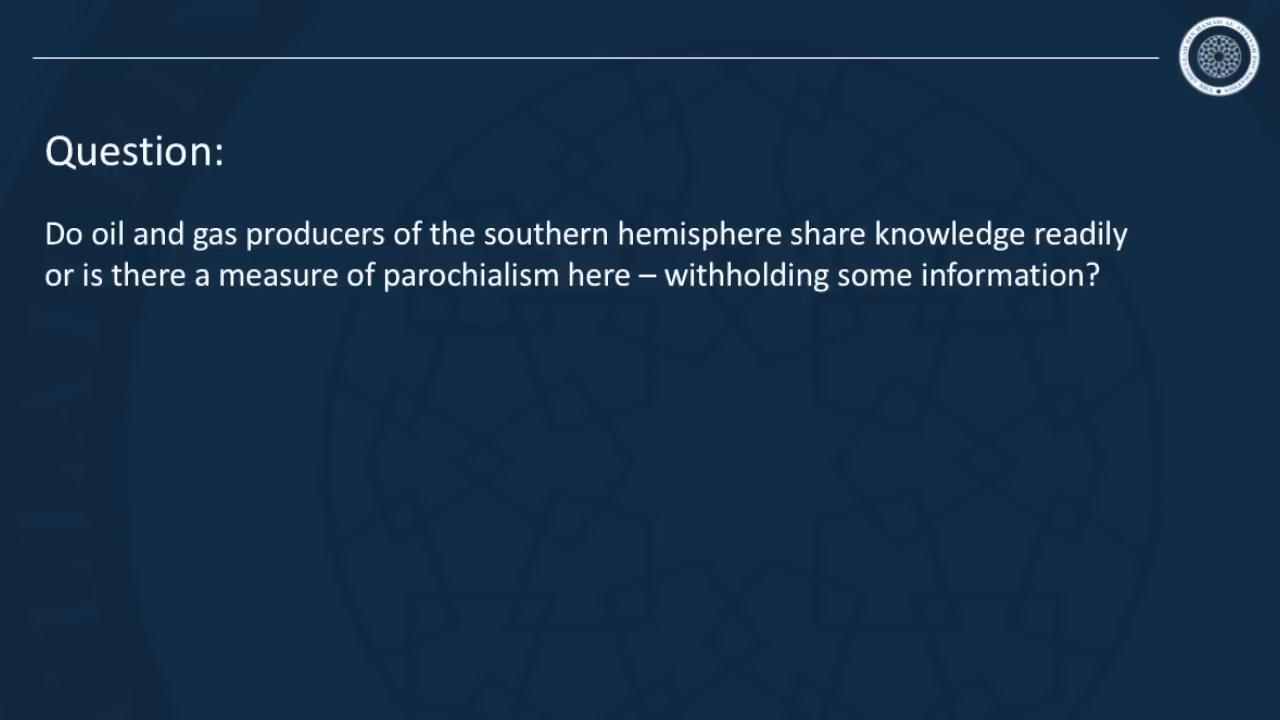 Question:
Do oil and gas producers of the southern hemisphere share knowledge readily
or is there a measure of parochialism here – withholding some information?